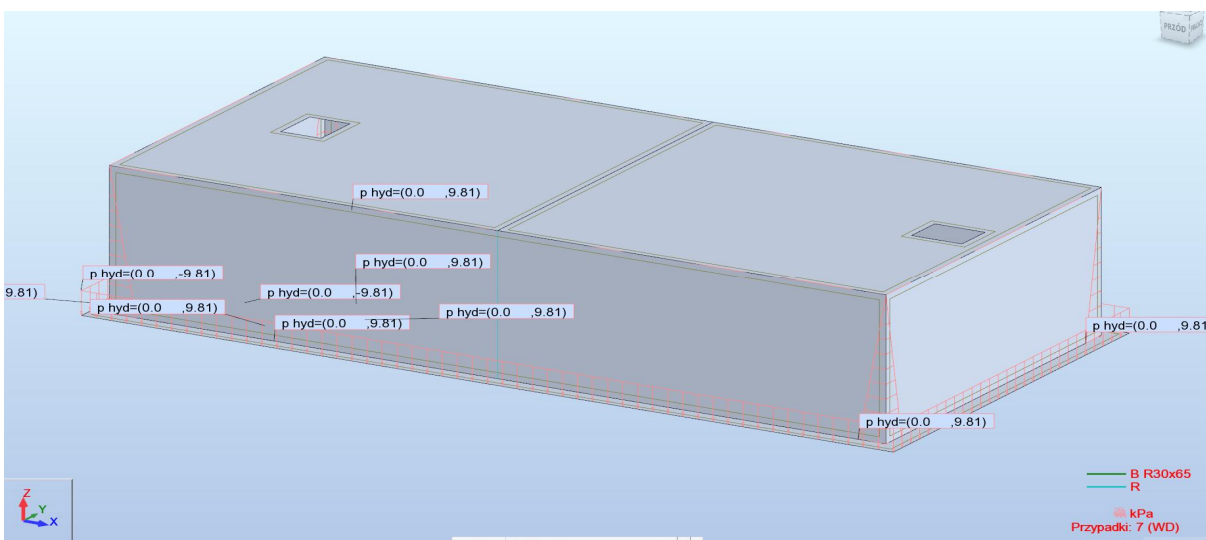 PRZÓD
p hyd=(0.0 ,9.81)
p hyd=(0.0 ,9.81)
p hyd=(0.0 ,-9.81)
9.81)
p hyd=(0.0 ,-9.81)
p hyd=(0.0 ,9.81)
p hyd=(0.0 ,9.81)
p hyd=(0.0 ,9.81)
p hyd=(0.0 ,9.81
p hyd=(0.0 ,9.81)
B R30x65
R
kPa
Przypadki: 7 (WD)
Z
Y
X